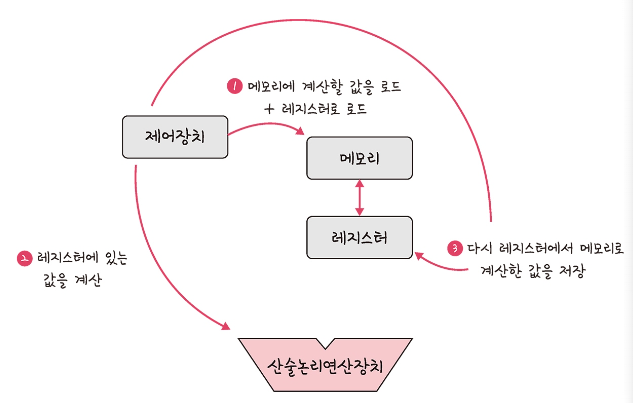 1 메모리에 계산할 값을 로드
+ 레지스터로 로드
제어장치
메모리
레지스터
2 레지스터에 있는
값을 계산
3 다시 레지스터에서 메모리로
계산한 값을 저장
산술논리연산장치